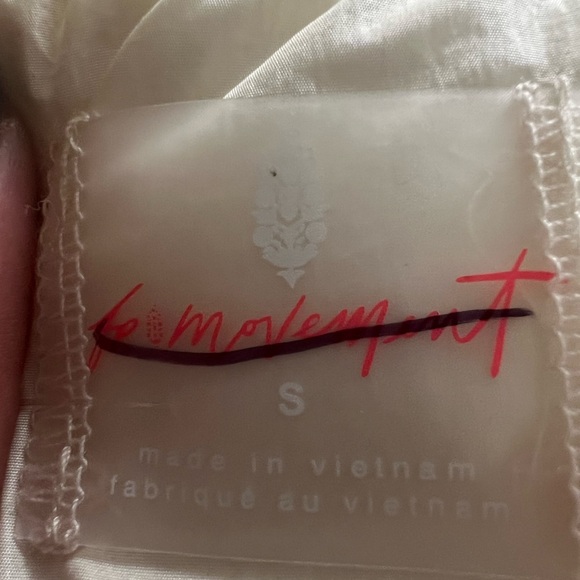 fp movement
S
made in vietnam
fabriqué au vietnam